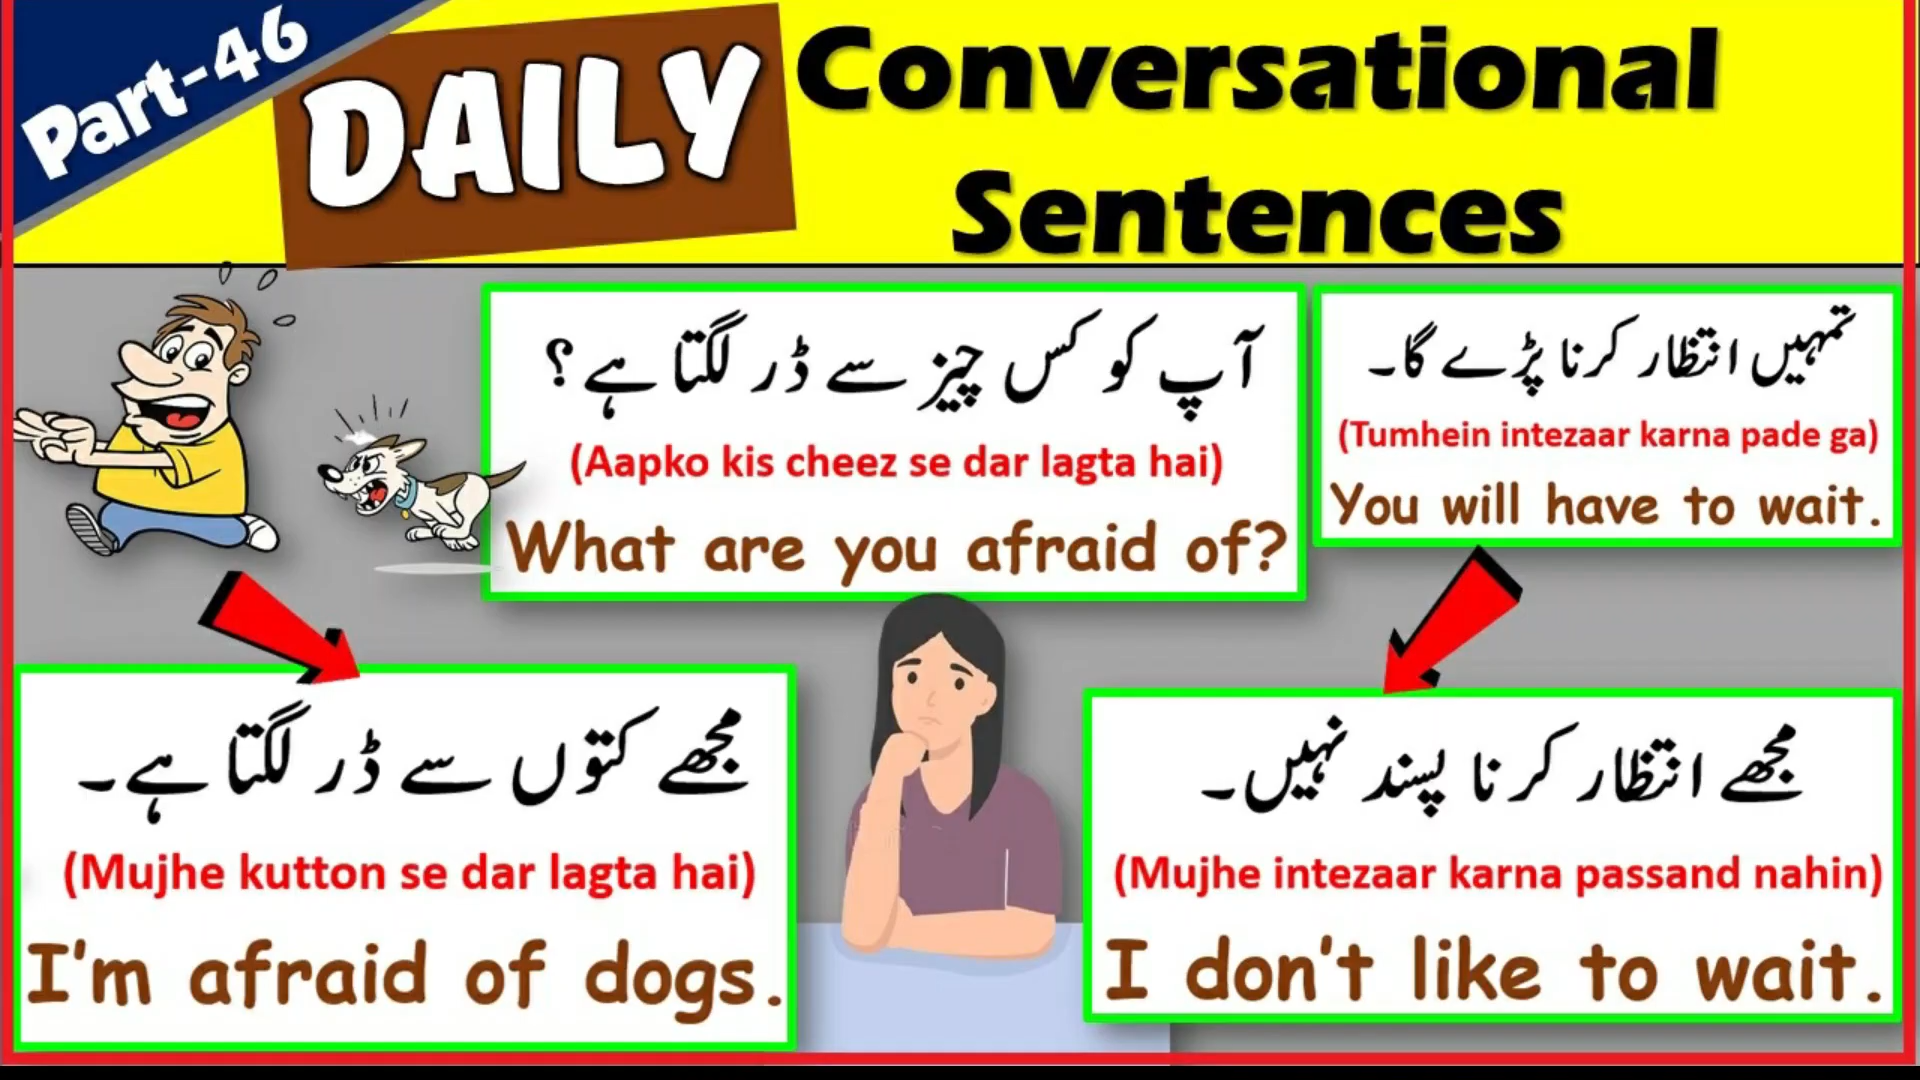 Part-46
DAILY
Conversational
Sentences
آپ کو کس چیز سے ڈر لگتا ہے؟
(Aapko kis cheez se dar lagta hai)
What are you afraid of?
تمہیں انتظار کرنا پڑے گا۔
(Tumhein intezaar karna pade ga)
You will have to wait.
مجھے کتوں سے ڈر لگتا ہے۔
(Mujhe kutton se dar lagta hai)
I'm afraid of dogs.
مجھے انتظار کرنا پسند نہیں۔
(Mujhe intezaar karna passand nahin)
I don't like to wait.